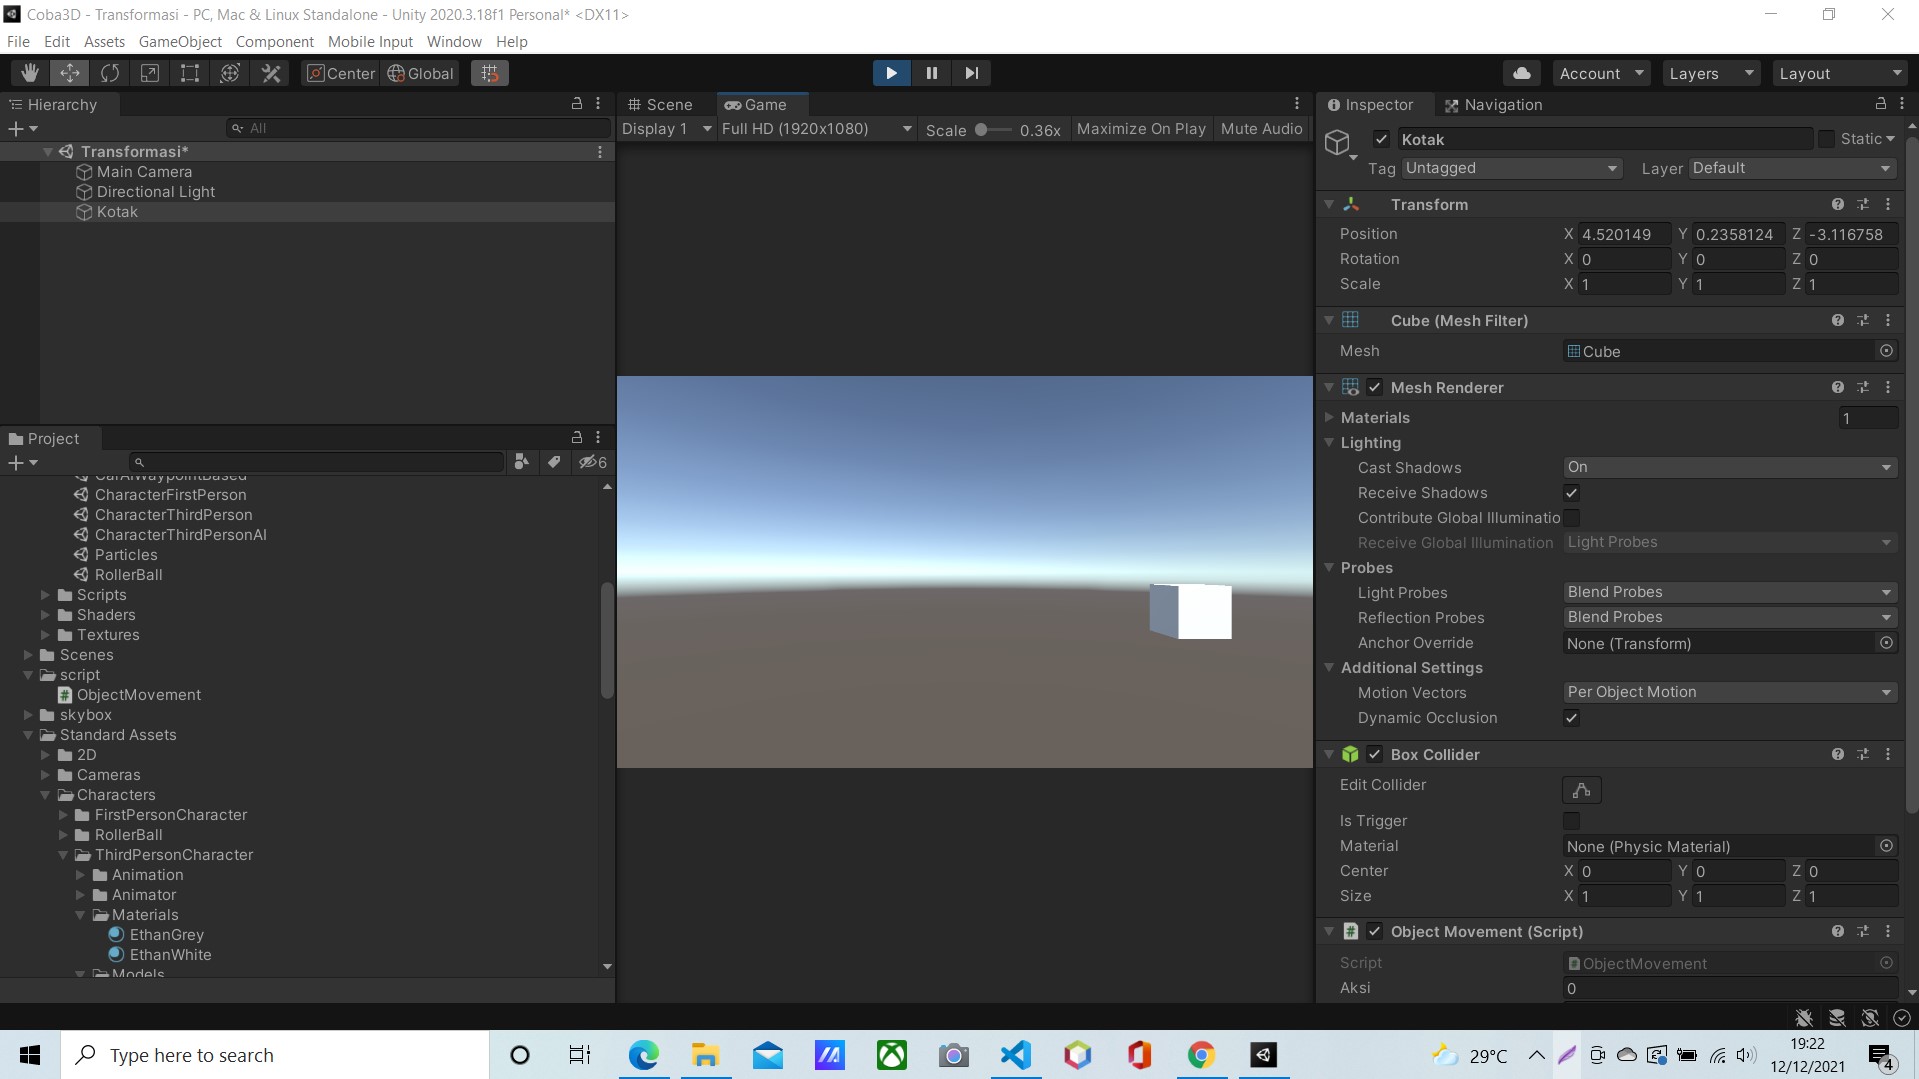 Coba3D - Transformasi - PC, Mac & Linux Standalone - Unity 2020.3.18f1 Personal* <DX11>
File Edit Assets GameObject Component Mobile Input Window Help
Center Global Account Layers Layout
Hierarchy
All
Transformasi*
Main Camera
Directional Light
Kotak
Project
6
CarAIWaypointBased
CharacterFirstPerson
CharacterThirdPerson
CharacterThirdPersonAI
Particles
RollerBall
Scripts
Shaders
Textures
Scenes
script
ObjectMovement
skybox
Standard Assets
2D
Cameras
Characters
FirstPersonCharacter
RollerBall
ThirdPersonCharacter
Animation
Animator
Materials
EthanGrey
EthanWhite
Models
Scene Game
Display 1 Full HD (1920x1080) Scale 0.36x Maximize On Play Mute Audio
Inspector Navigation
Kotak Static
Tag Untagged Layer Default
Transform
Position X 4.520149 Y 0.2358124 Z -3.116758
Rotation X 0 Y 0 Z 0
Scale X 1 Y 1 Z 1
Cube (Mesh Filter)
Mesh Cube
Mesh Renderer
Materials 1
Lighting
Cast Shadows On
Receive Shadows
Contribute Global Illuminatio
Receive Global Illumination Light Probes
Probes
Light Probes Blend Probes
Reflection Probes Blend Probes
Anchor Override None (Transform)
Additional Settings
Motion Vectors Per Object Motion
Dynamic Occlusion
Box Collider
Edit Collider
Is Trigger
Material None (Physic Material)
Center X 0 Y 0 Z 0
Size X 1 Y 1 Z 1
Object Movement (Script)
Script ObjectMovement
Aksi 0
Type here to search
29°C
19:22
12/12/2021
4